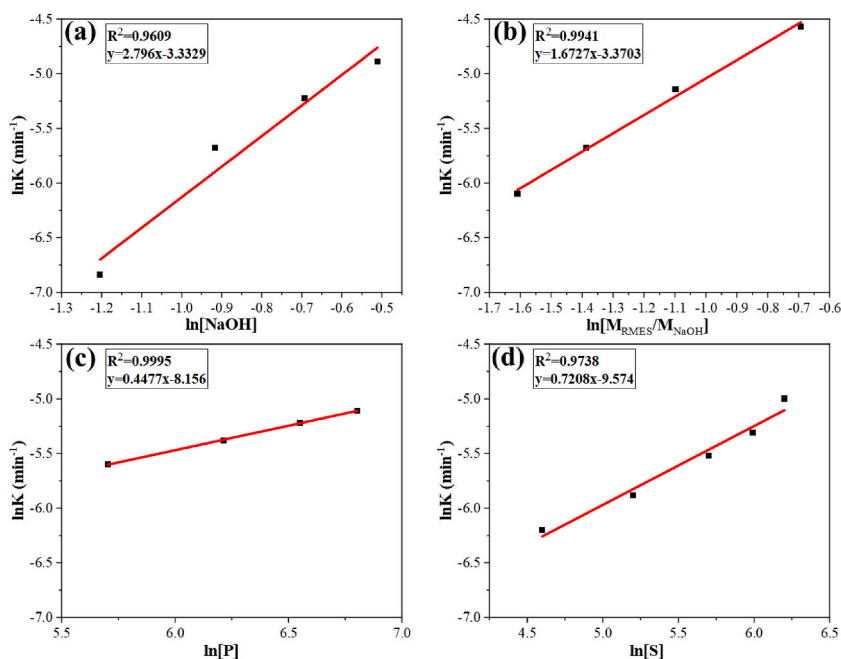 (a)
R²=0.9609
y=2.796x-3.3329
-4.5
-5.0
-5.5
-6.0
-6.5
-7.0
lnK (min⁻¹)
-1.3 -1.2 -1.1 -1.0 -0.9 -0.8 -0.7 -0.6 -0.5
ln[NaOH]
(b)
R²=0.9941
y=1.6727x-3.3703
-4.5
-5.0
-5.5
-6.0
-6.5
-7.0
lnK (min⁻¹)
-1.7 -1.6 -1.5 -1.4 -1.3 -1.2 -1.1 -1.0 -0.9 -0.8 -0.7 -0.6
ln[M_RMES/M_NaOH]
(c)
R²=0.9995
y=0.4477x-8.156
-4.5
-5.0
-5.5
-6.0
-6.5
-7.0
lnK (min⁻¹)
5.5 6.0 6.5 7.0
ln[P]
(d)
R²=0.9738
y=0.7208x-9.574
-4.5
-5.0
-5.5
-6.0
-6.5
-7.0
lnK (min⁻¹)
4.5 5.0 5.5 6.0 6.5
ln[S]